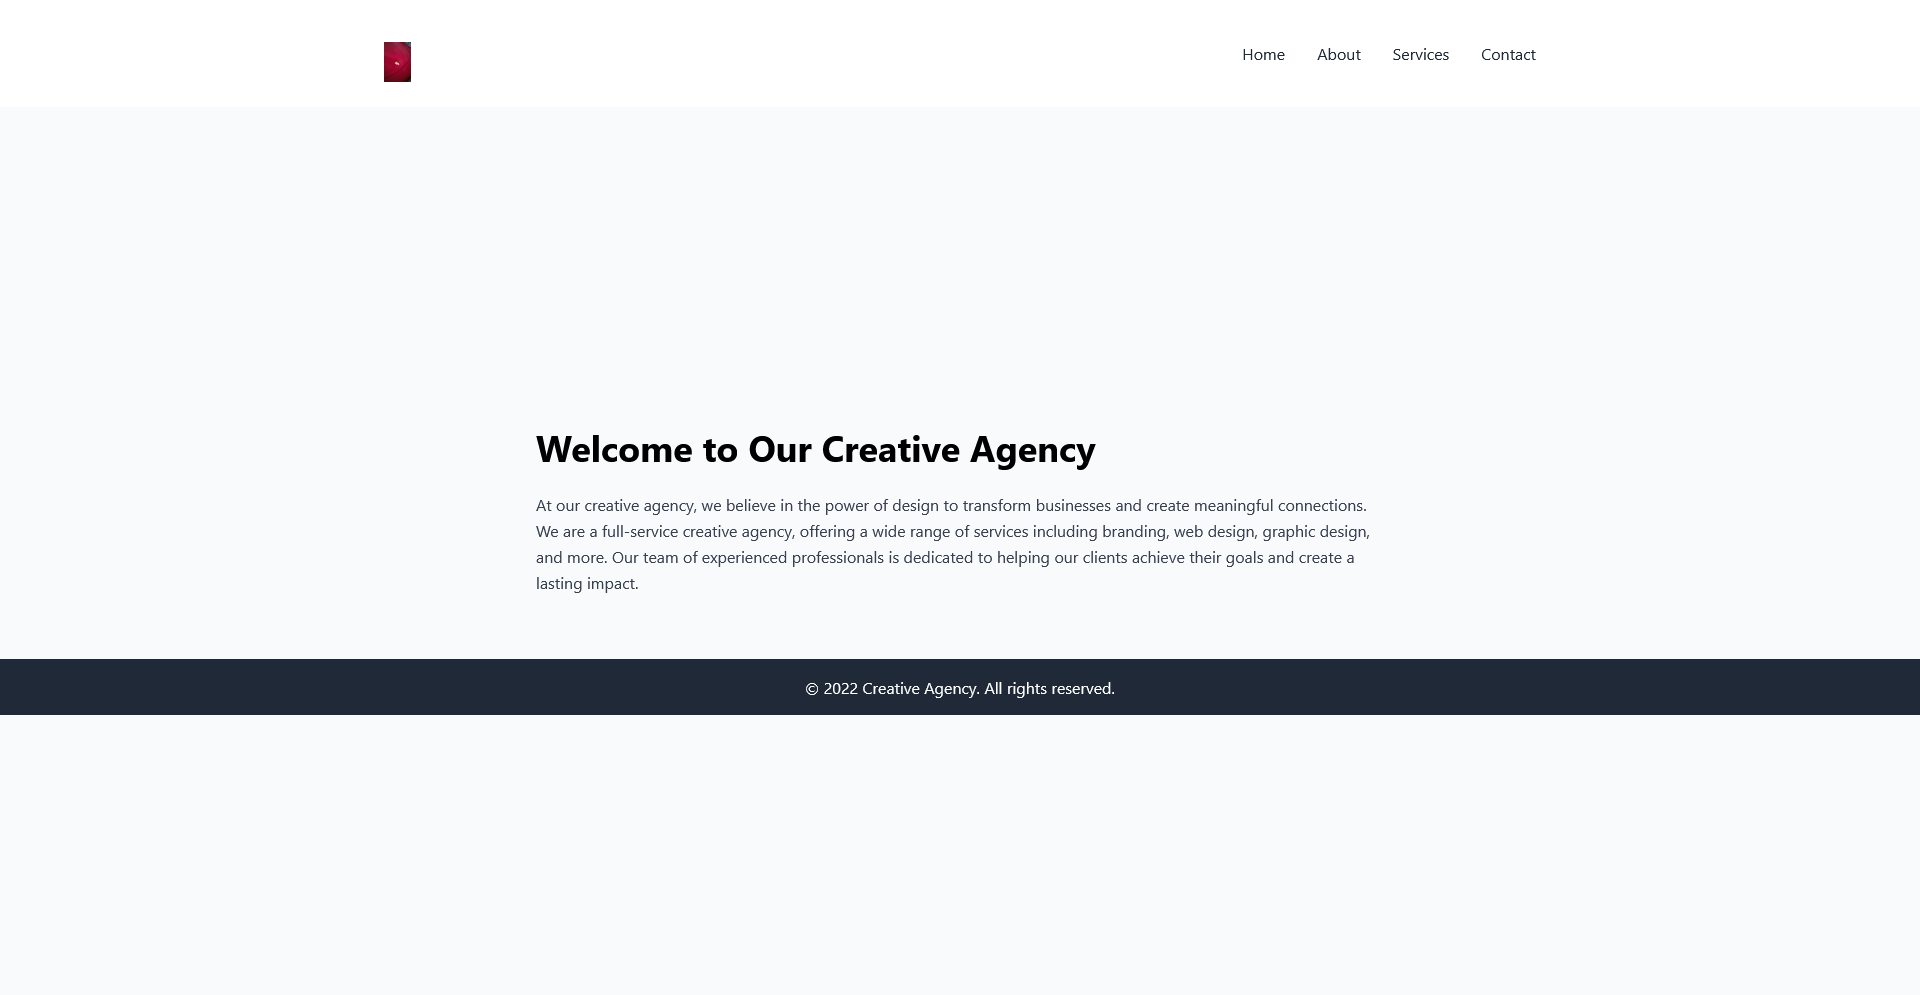 Home About Services Contact
Welcome to Our Creative Agency
At our creative agency, we believe in the power of design to transform businesses and create meaningful connections.
We are a full-service creative agency, offering a wide range of services including branding, web design, graphic design,
and more. Our team of experienced professionals is dedicated to helping our clients achieve their goals and create a
lasting impact.
© 2022 Creative Agency. All rights reserved.